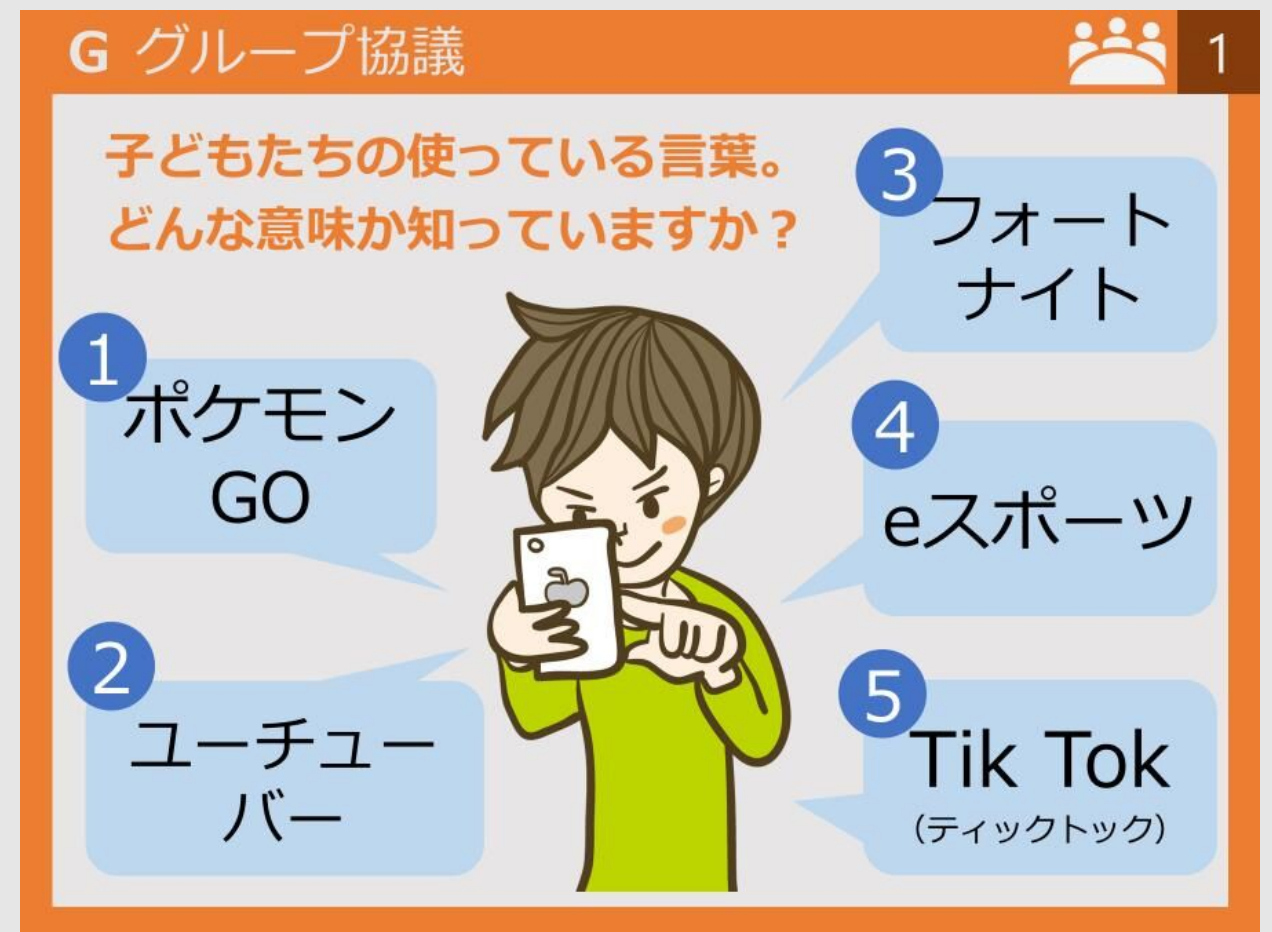 G グループ協議
1
子どもたちの使っている言葉。
どんな意味か知っていますか？
1
ポケモン
GO
2
ユーチュー
バー
3
フォート
ナイト
4
eスポーツ
5
Tik Tok
（ティックトック）